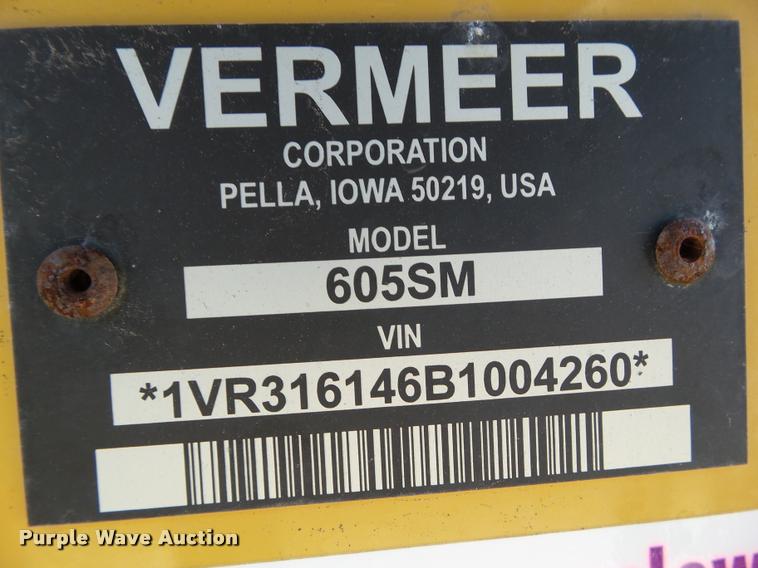 VERMEER
CORPORATION
PELLA, IOWA 50219, USA
MODEL
605SM
VIN
*1VR316146B1004260*
Purple Wave Auction